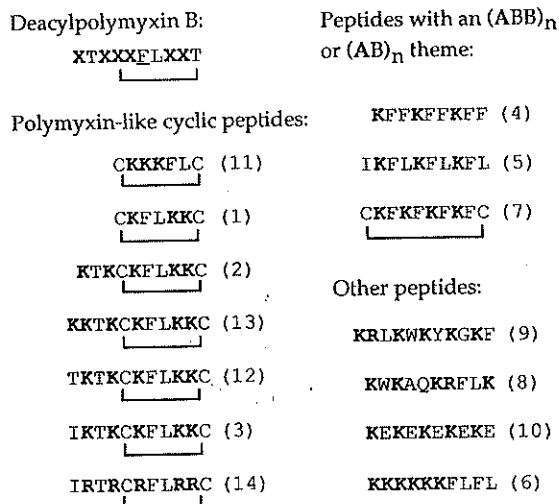 Deacylpolymyxin B:
XTXXXFLXXT
Polymyxin-like cyclic peptides:
CKKKFLC (11)
CKFLKKC (1)
KTKCKFLKKC (2)
KKTKCKFLKKC (13)
TKTKCKFLKKC (12)
IKTKCKFLKKC (3)
IRTRCRFLRRC (14)
Peptides with an (ABB)n
or (AB)n theme:
KFFKFFKFF (4)
IKFLKFLKFL (5)
CKFKFKFKFC (7)
Other peptides:
KRLKWKYKGKF (9)
KWKAQKRFLK (8)
KEKEKEKEKE (10)
KKKKKKFLFL (6)